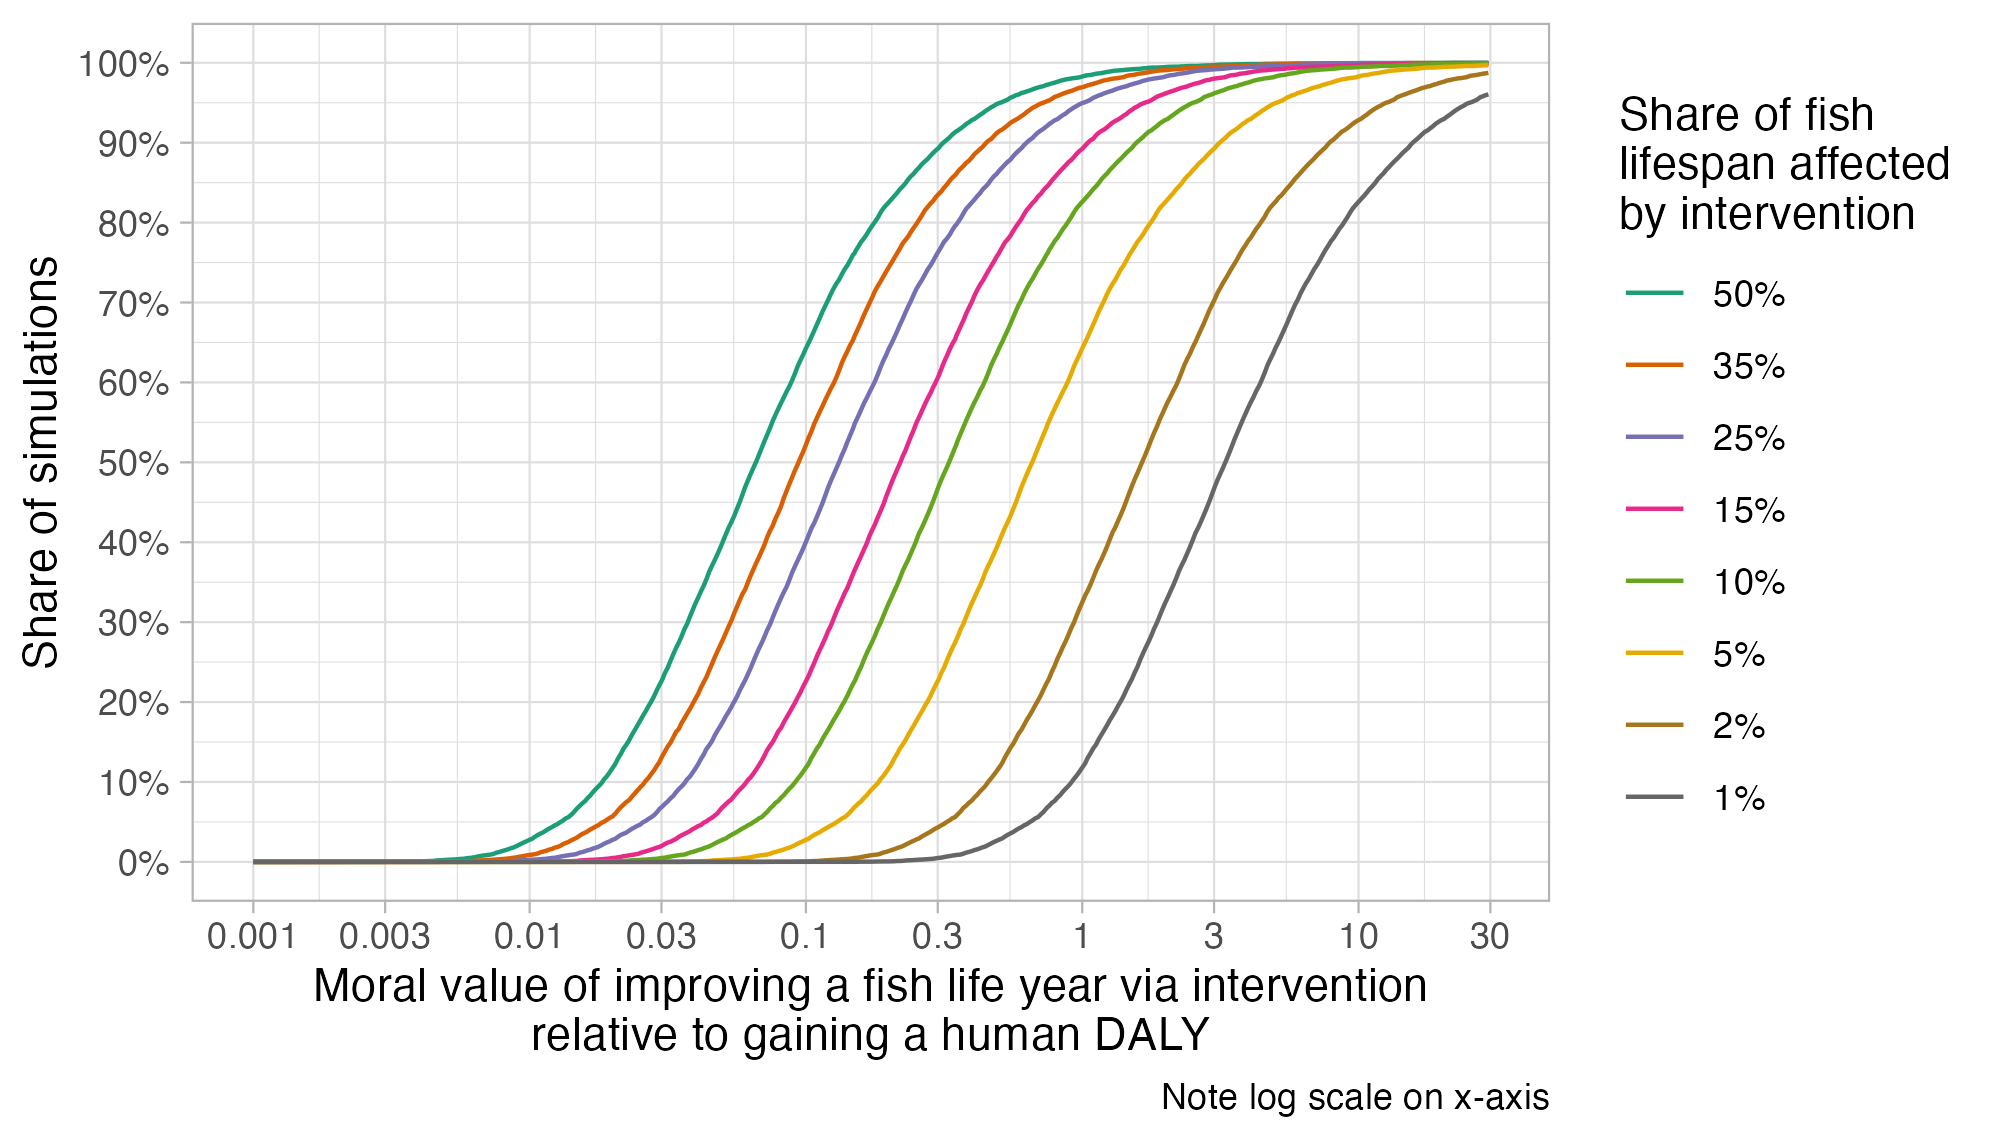 100%
90%
80%
70%
60%
50%
40%
30%
20%
10%
0%
Share of simulations
0.001 0.003 0.01 0.03 0.1 0.3 1 3 10 30
Moral value of improving a fish life year via intervention
relative to gaining a human DALY
Note log scale on x-axis
Share of fish
lifespan affected
by intervention
50%
35%
25%
15%
10%
5%
2%
1%